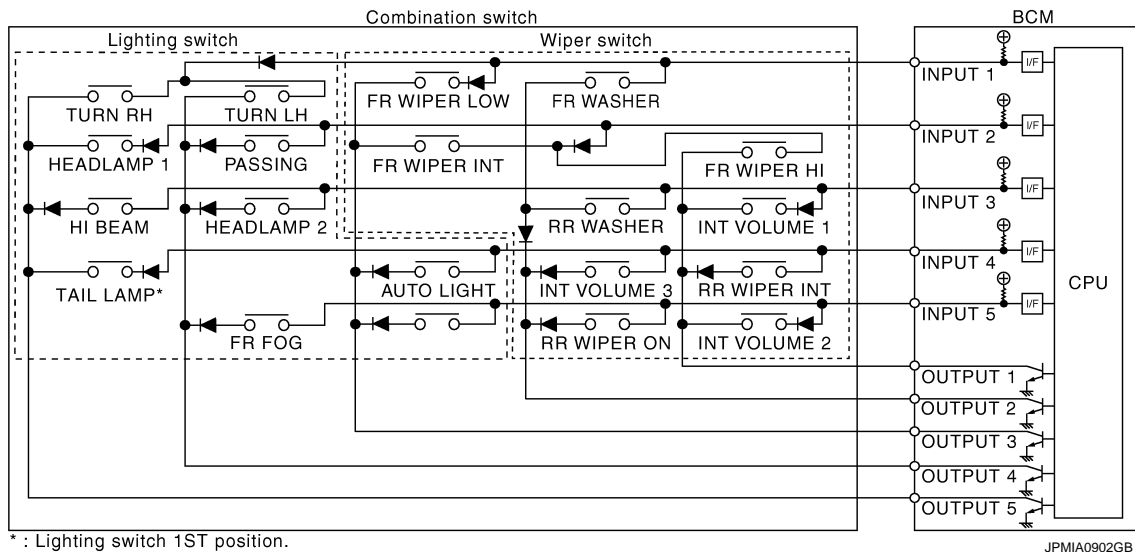 Combination switch
BCM
Lighting switch
Wiper switch
INPUT 1
I/F
TURN RH
TURN LH
FR WIPER LOW
FR WASHER
INPUT 2
I/F
HEADLAMP 1
PASSING
FR WIPER INT
FR WIPER HI
INPUT 3
I/F
HI BEAM
HEADLAMP 2
RR WASHER
INT VOLUME 1
INPUT 4
I/F
TAIL LAMP*
AUTO LIGHT
INT VOLUME 3
RR WIPER INT
CPU
INPUT 5
I/F
FR FOG
RR WIPER ON
INT VOLUME 2
OUTPUT 1
OUTPUT 2
OUTPUT 3
OUTPUT 4
OUTPUT 5
* : Lighting switch 1ST position.
JPMIA0902GB